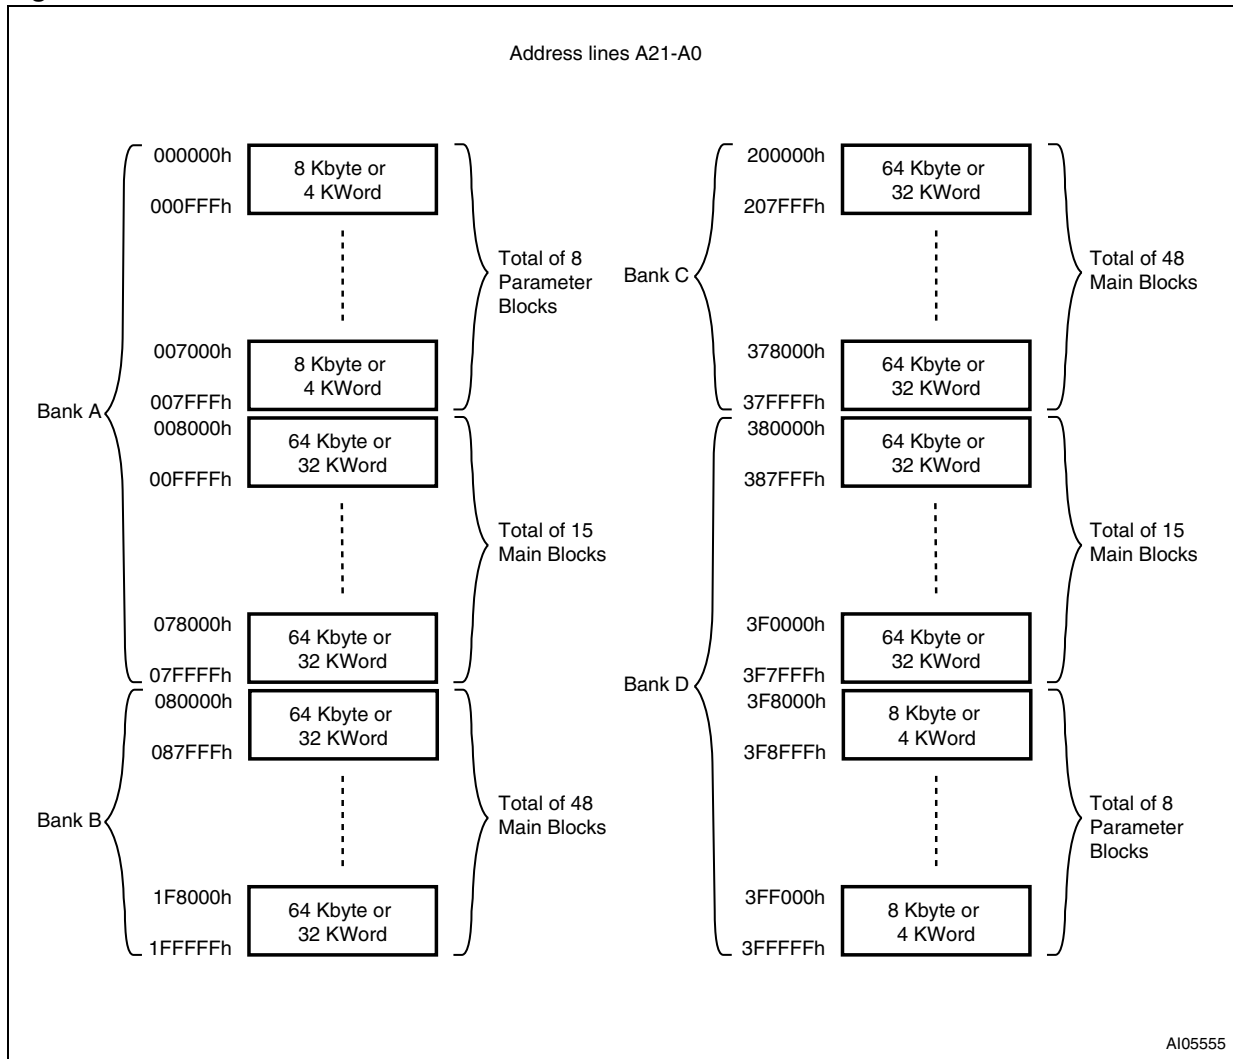 Address lines A21-A0
Bank A
000000h
8 Kbyte or
4 KWord
000FFFh
Total of 8
Parameter
Blocks
007000h
8 Kbyte or
4 KWord
007FFFh
008000h
64 Kbyte or
32 KWord
00FFFFh
Total of 15
Main Blocks
078000h
64 Kbyte or
32 KWord
07FFFFh
Bank B
080000h
64 Kbyte or
32 KWord
087FFFh
Total of 48
Main Blocks
1F8000h
64 Kbyte or
32 KWord
1FFFFFh
Bank C
200000h
64 Kbyte or
32 KWord
207FFFh
Total of 48
Main Blocks
378000h
64 Kbyte or
32 KWord
37FFFFh
Bank D
380000h
64 Kbyte or
32 KWord
387FFFh
Total of 15
Main Blocks
3F0000h
64 Kbyte or
32 KWord
3F7FFFh
3F8000h
8 Kbyte or
4 KWord
3F8FFFh
Total of 8
Parameter
Blocks
3FF000h
8 Kbyte or
4 KWord
3FFFFFh
AI05555